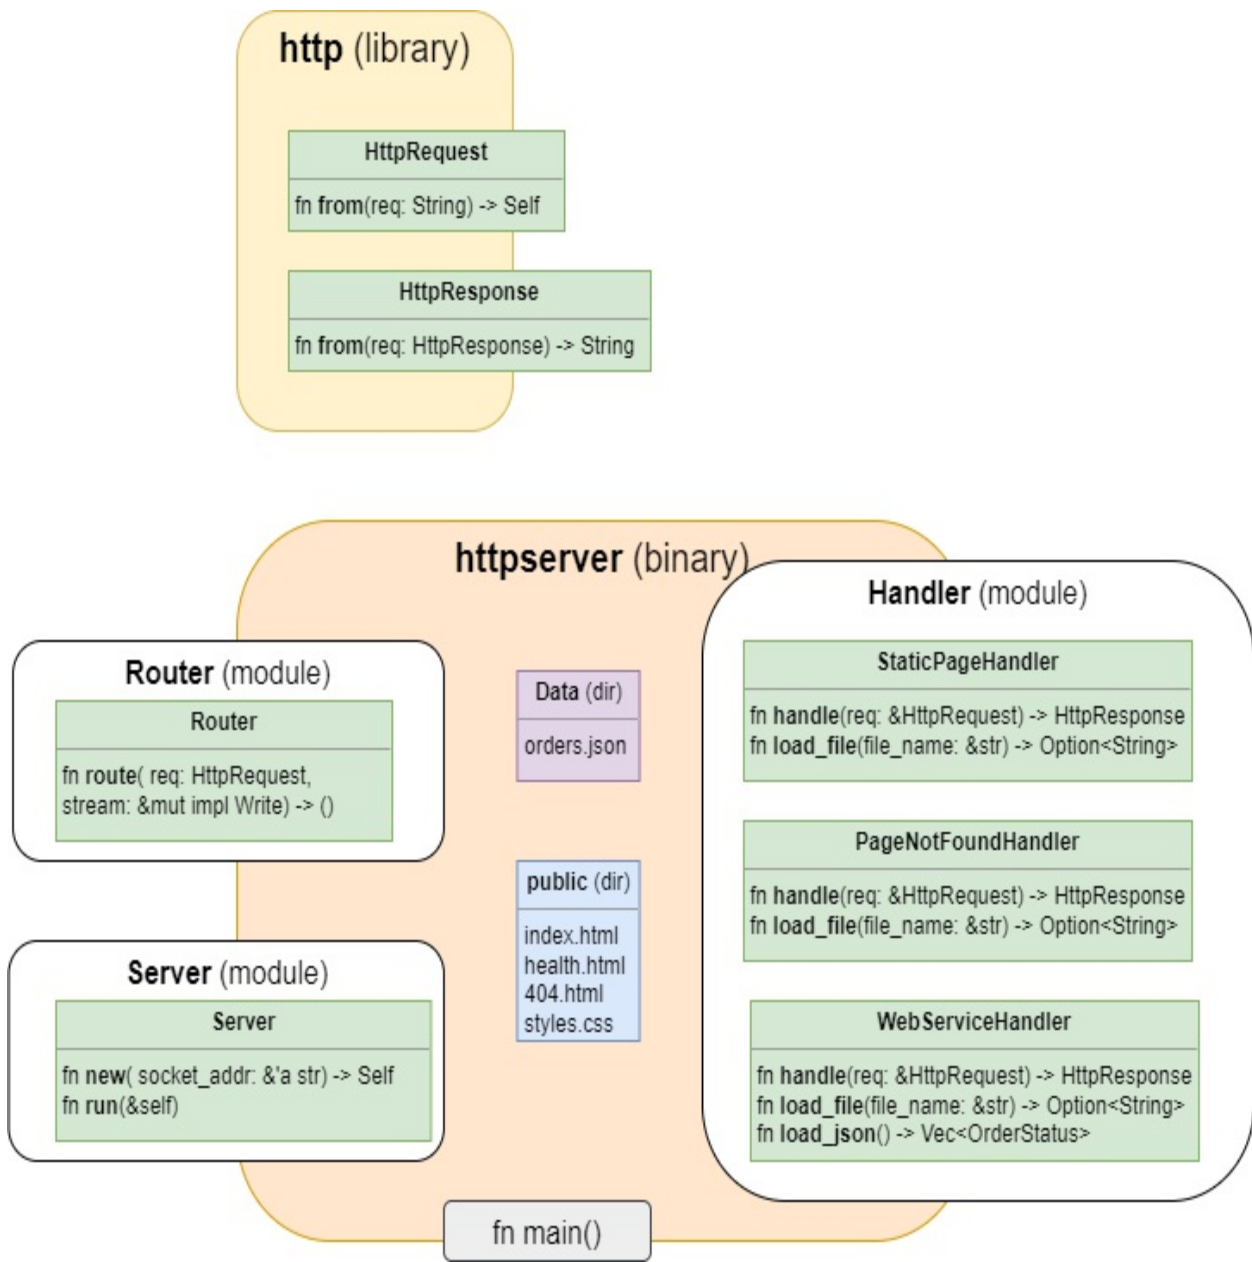 http (library)
HttpRequest
fn from(req: String) -> Self
HttpResponse
fn from(req: HttpResponse) -> String
httpserver (binary)
Router (module)
Router
fn route( req: HttpRequest,
stream: &mut impl Write) -> ()
Server (module)
Server
fn new( socket_addr: &'a str) -> Self
fn run(&self)
Data (dir)
orders.json
public (dir)
index.html
health.html
404.html
styles.css
Handler (module)
StaticPageHandler
fn handle(req: &HttpRequest) -> HttpResponse
fn load_file(file_name: &str) -> Option<String>
PageNotFoundHandler
fn handle(req: &HttpRequest) -> HttpResponse
fn load_file(file_name: &str) -> Option<String>
WebServiceHandler
fn handle(req: &HttpRequest) -> HttpResponse
fn load_file(file_name: &str) -> Option<String>
fn load_json() -> Vec<OrderStatus>
fn main()